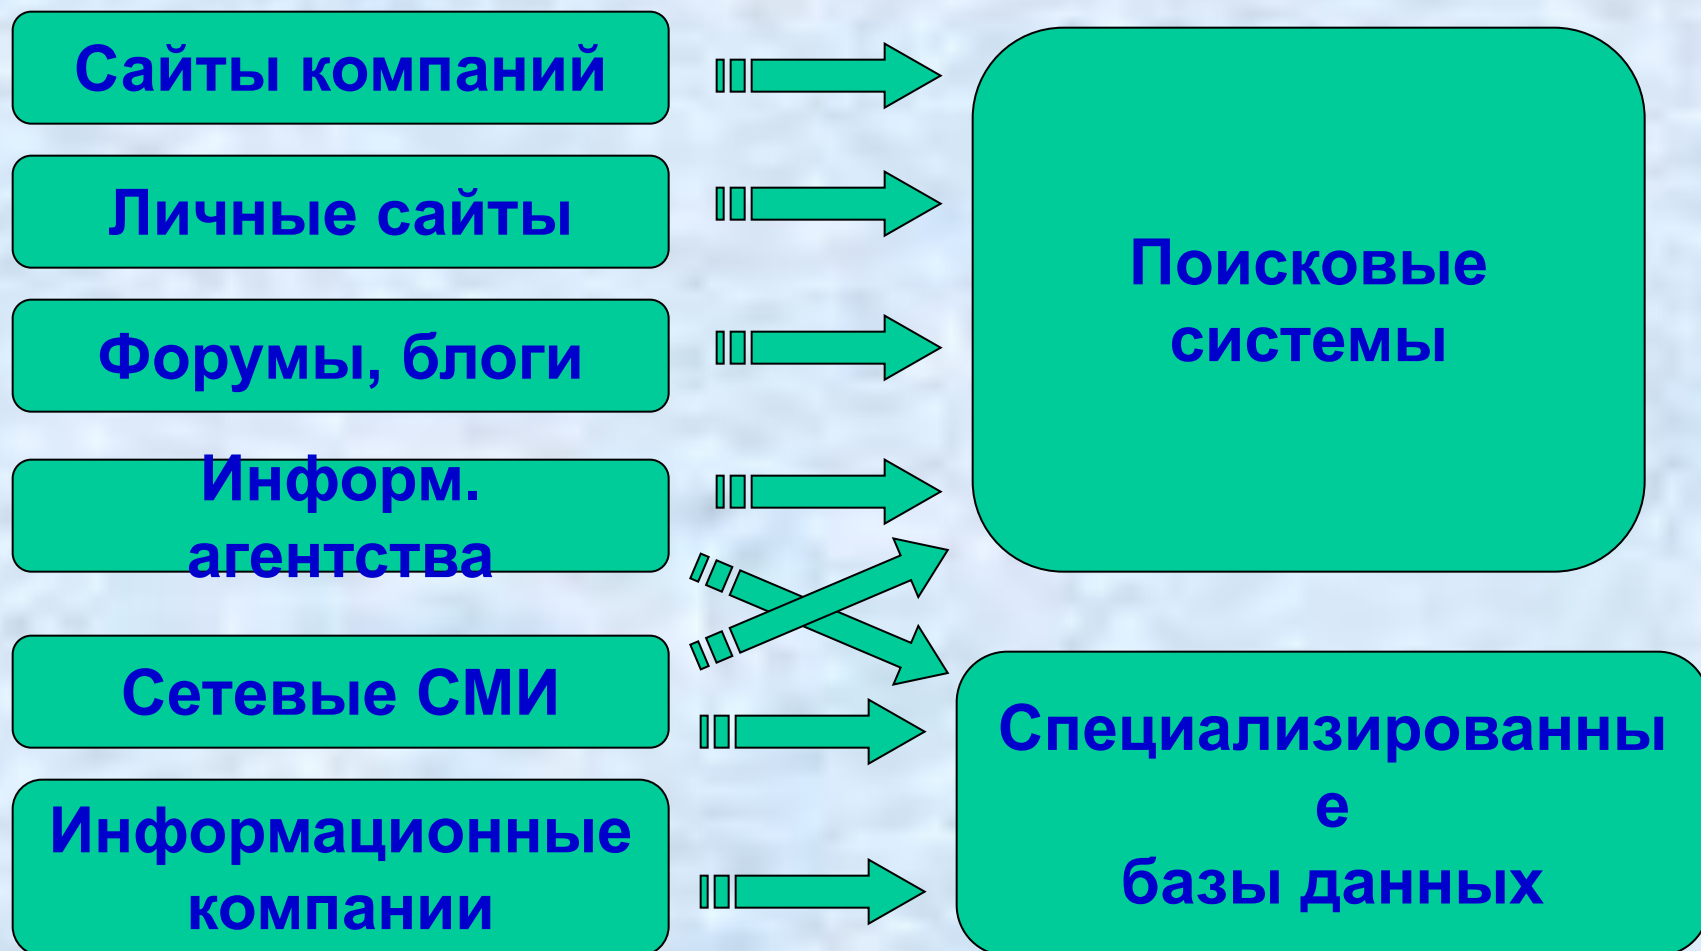 Сайты компаний
Личные сайты
Форумы, блоги
Информ.
агентства
Сетевые СМИ
Информационные
компании
Поисковые
системы
Специализированны
е
базы данных